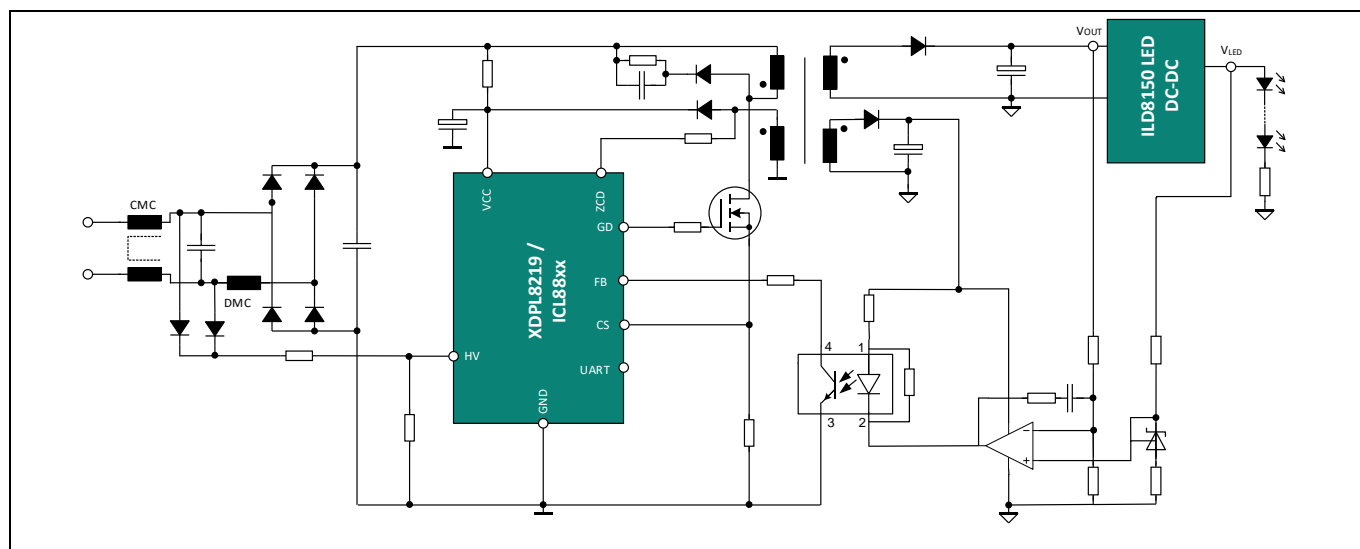 VOUT
VLED
ILD8150 LED
DC-DC
CMC
DMC
VCC
ZCD
GD
XDPL8219 /
ICL88xx
FB
CS
HV
UART
GND
4
1
3
2
−
+